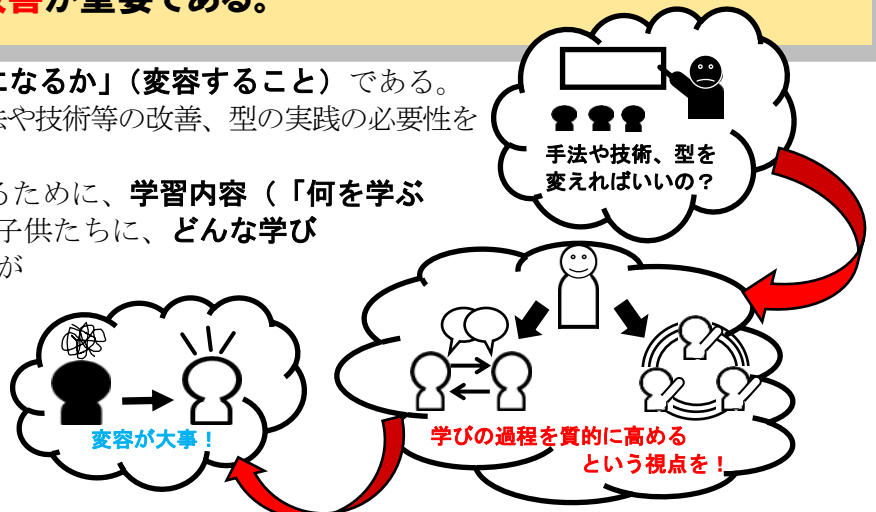 改善が重要である。
になるか」（変容すること）である。
法や技術等の改善、型の実践の必要性を
るために、学習内容（「何を学ぶ
子供たちに、どんな学び
が
手法や技術、型を
変えればいいの？
変容が大事！
学びの過程を質的に高める
という視点を！